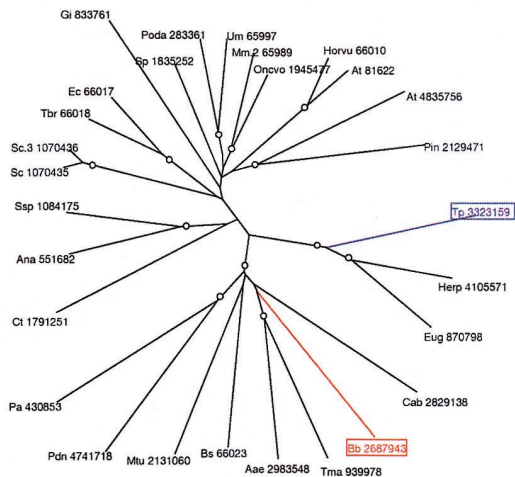 Gi 833761
Poda 283361
Um 65997
Mm.2 65989
Horvu 66010
Sp 1835252
Oncvo 1945477
At 81622
Ec 66017
At 4835756
Tbr 66018
Sc.3 1070436
Pin 2129471
Sc 1070435
Ssp 1084175
Tp 3323159
Ana 551682
Herp 4105571
Ct 1791251
Eug 870798
Cab 2829138
Pa 430853
Bb 2687943
Pdn 4741718
Mtu 2131060
Bs 66023
Aae 2983548
Tma 939978